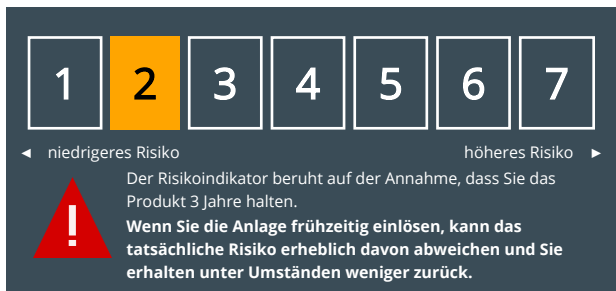 1 2 3 4 5 6 7
◄ niedrigeres Risiko höheres Risiko ►
Der Risikoindikator beruht auf der Annahme, dass Sie das
Produkt 3 Jahre halten.
Wenn Sie die Anlage frühzeitig einlösen, kann das
tatsächliche Risiko erheblich davon abweichen und Sie
erhalten unter Umständen weniger zurück.
!